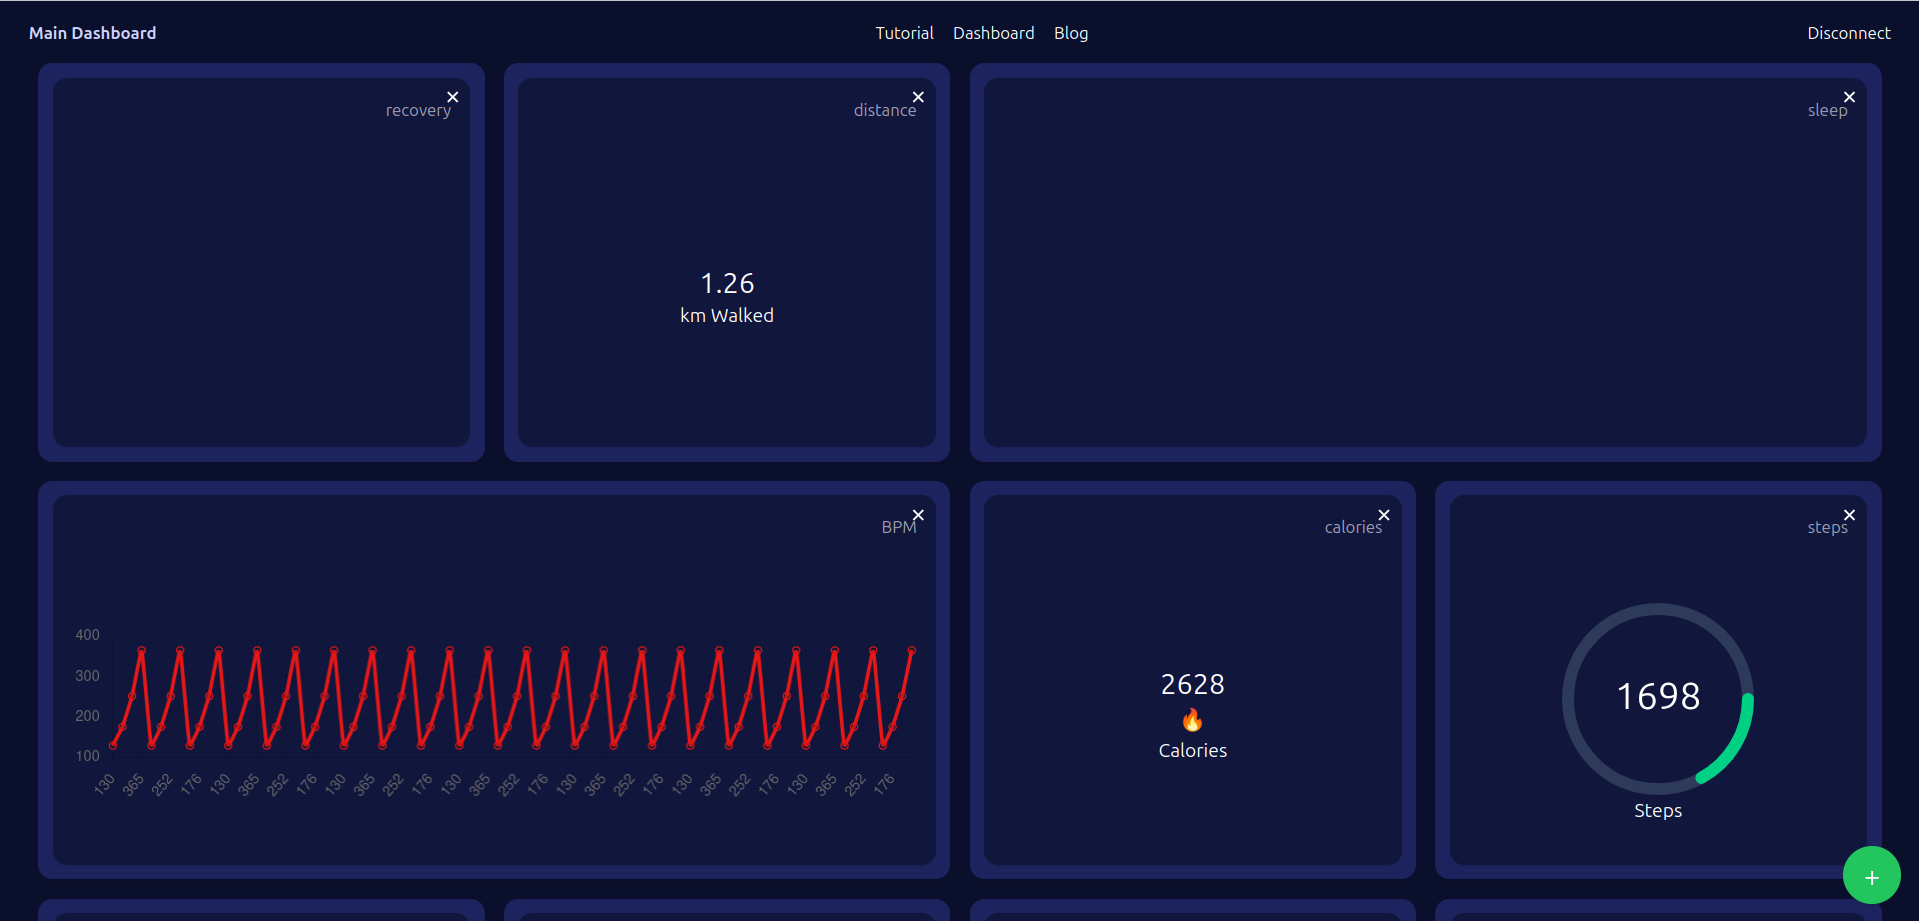 Main Dashboard
Tutorial Dashboard Blog
Disconnect
recovery
distance
1.26
km Walked
sleep
BPM
400
300
200
100
130 365 252 176 130 365 252 176 130 365 252 176 130 365 252 176 130 365 252 176 130 365 252 176 130 365 252 176
calories
2628
Calories
steps
1698
Steps
+